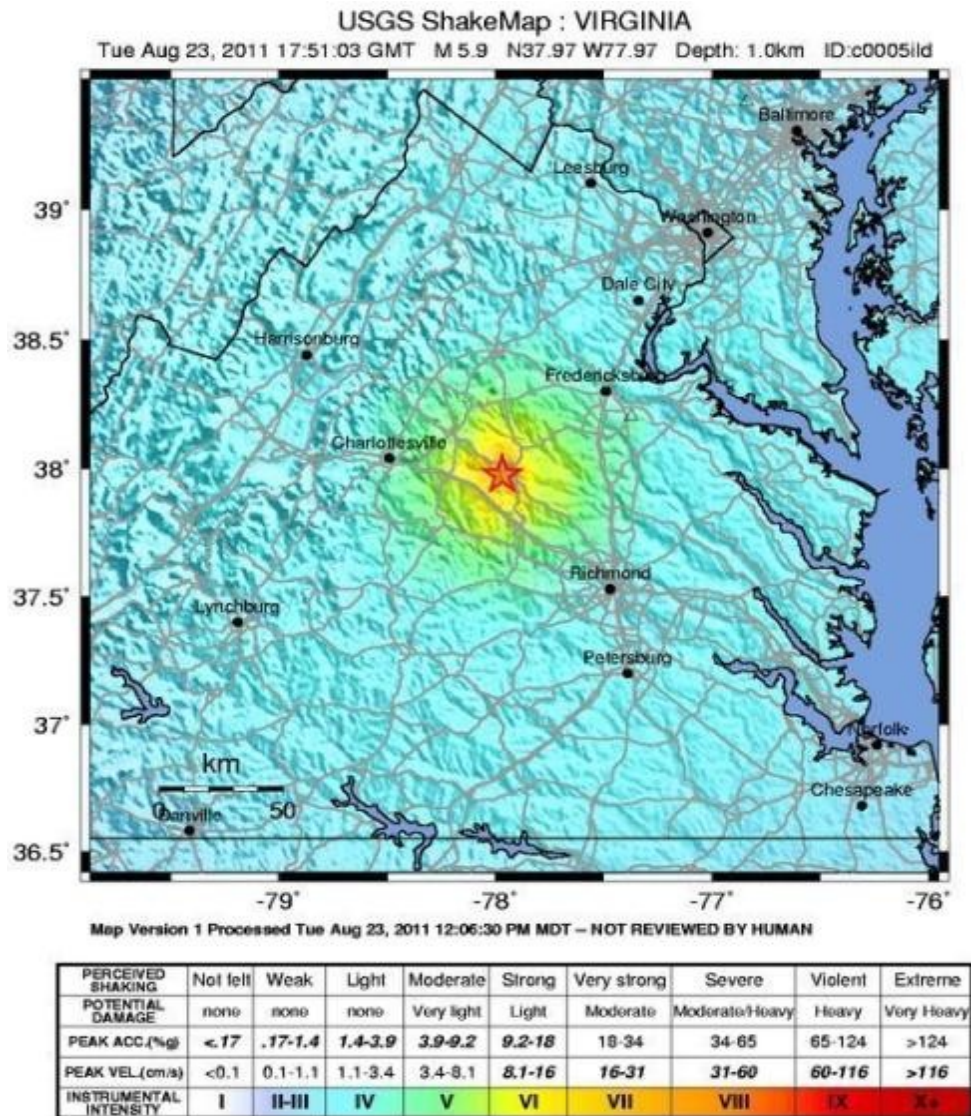 USGS ShakeMap : VIRGINIA
Tue Aug 23, 2011 17:51:03 GMT M 5.9 N37.97 W77.97 Depth: 1.0km ID:c0005ild
Baltimore
Leesburg
39°
Washington
Dale City
38.5°
Harrisonburg
Fredericksburg
Charlottesville
38°
Richmond
37.5°
Lynchburg
Petersburg
37°
Norfolk
km
Chesapeake
0 50
Danville
36.5°
-79° -78° -77° -76°
Map Version 1 Processed Tue Aug 23, 2011 12:06:30 PM MDT – NOT REVIEWED BY HUMAN
PERCEIVED SHAKING Not felt Weak Light Moderate Strong Very strong Severe Violent Extreme
POTENTIAL DAMAGE none none none Very light Light Moderate Moderate/Heavy Heavy Very Heavy
PEAK ACC.(%g) <.17 .17-1.4 1.4-3.9 3.9-9.2 9.2-18 18-34 34-65 65-124 >124
PEAK VEL.(cm/s) <0.1 0.1-1.1 1.1-3.4 3.4-8.1 8.1-16 16-31 31-60 60-116 >116
INSTRUMENTAL INTENSITY I II-III IV V VI VII VIII IX X+